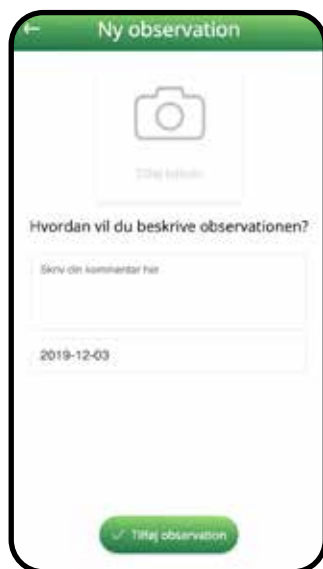 Ny observation
Tilføj billede
Hvordan vil du beskrive observationen?
Skriv din kommentar her
2019-12-03
Tilføj observation